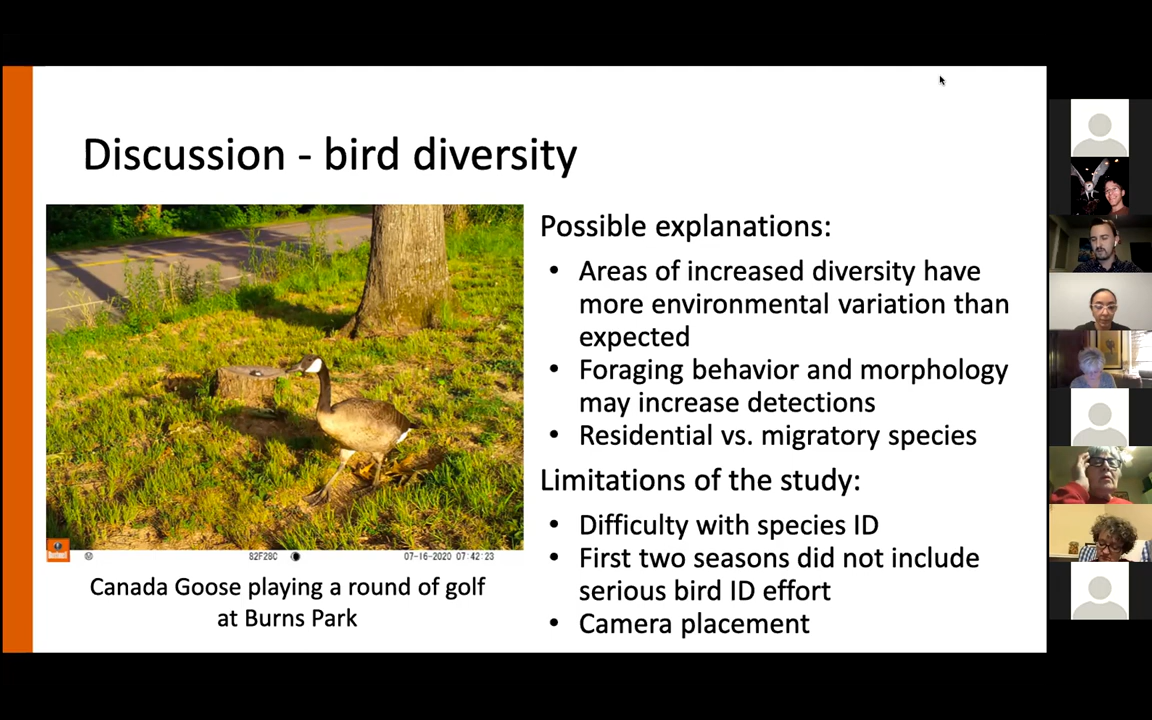 Discussion - bird diversity
Possible explanations:
• Areas of increased diversity have
more environmental variation than
expected
• Foraging behavior and morphology
may increase detections
• Residential vs. migratory species
Limitations of the study:
• Difficulty with species ID
• First two seasons did not include
serious bird ID effort
• Camera placement
Bushnell
82F28C
07-16-2020 07:42:23
Canada Goose playing a round of golf
at Burns Park